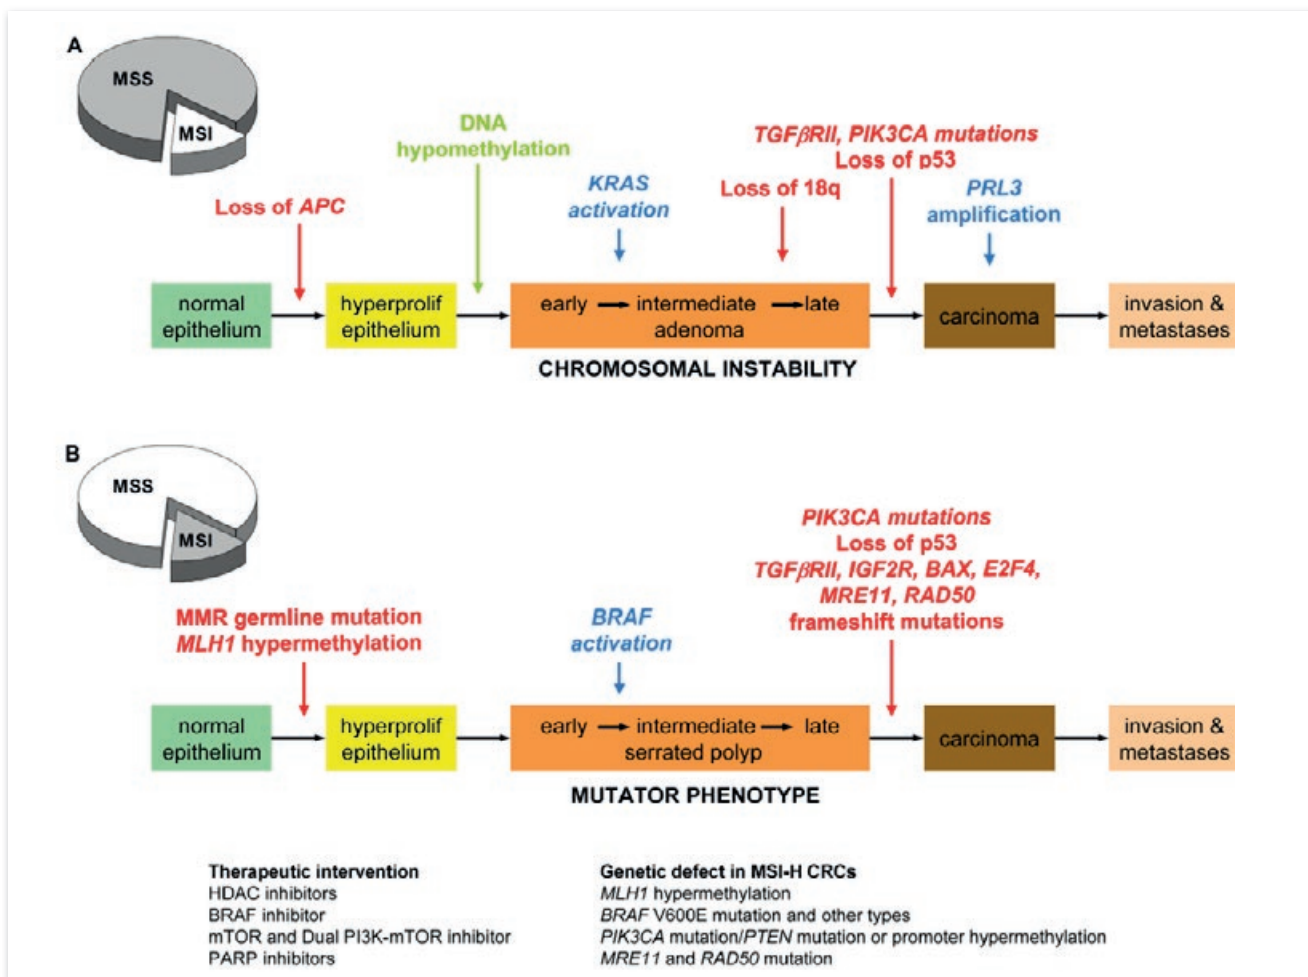 A
MSS
MSI
DNA
hypomethylation
TGFβRII, PIK3CA mutations
Loss of p53
KRAS
activation
Loss of 18q
PRL3
amplification
Loss of APC
normal
epithelium
hyperprolif
epithelium
early intermediate late
adenoma
carcinoma
invasion &
metastases
CHROMOSOMAL INSTABILITY
B
MSS
MSI
PIK3CA mutations
Loss of p53
TGFβRII, IGF2R, BAX, E2F4,
MRE11, RAD50
frameshift mutations
MMR germline mutation
MLH1 hypermethylation
BRAF
activation
normal
epithelium
hyperprolif
epithelium
early intermediate late
serrated polyp
carcinoma
invasion &
metastases
MUTATOR PHENOTYPE
Therapeutic intervention
HDAC inhibitors
BRAF inhibitor
mTOR and Dual PI3K-mTOR inhibitor
PARP inhibitors
Genetic defect in MSI-H CRCs
MLH1 hypermethylation
BRAF V600E mutation and other types
PIK3CA mutation/PTEN mutation or promoter hypermethylation
MRE11 and RAD50 mutation